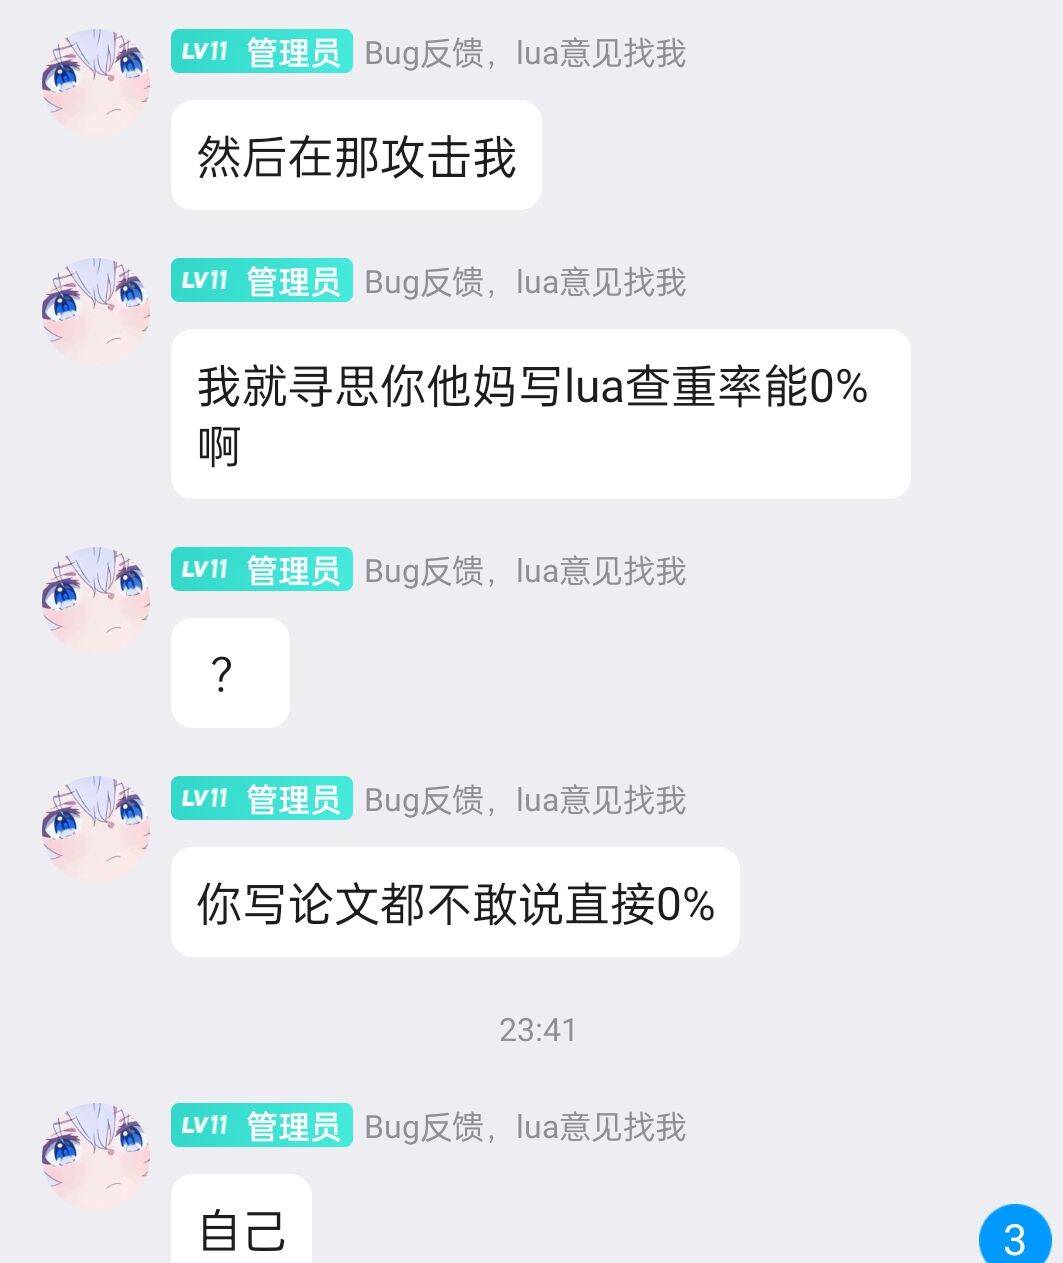 LV11 管理员 Bug反馈，lua意见找我
然后在那攻击我
LV11 管理员 Bug反馈，lua意见找我
我就寻思你他妈写lua查重率能0%
啊
LV11 管理员 Bug反馈，lua意见找我
？
LV11 管理员 Bug反馈，lua意见找我
你写论文都不敢说直接0%
23:41
LV11 管理员 Bug反馈，lua意见找我
自己
3